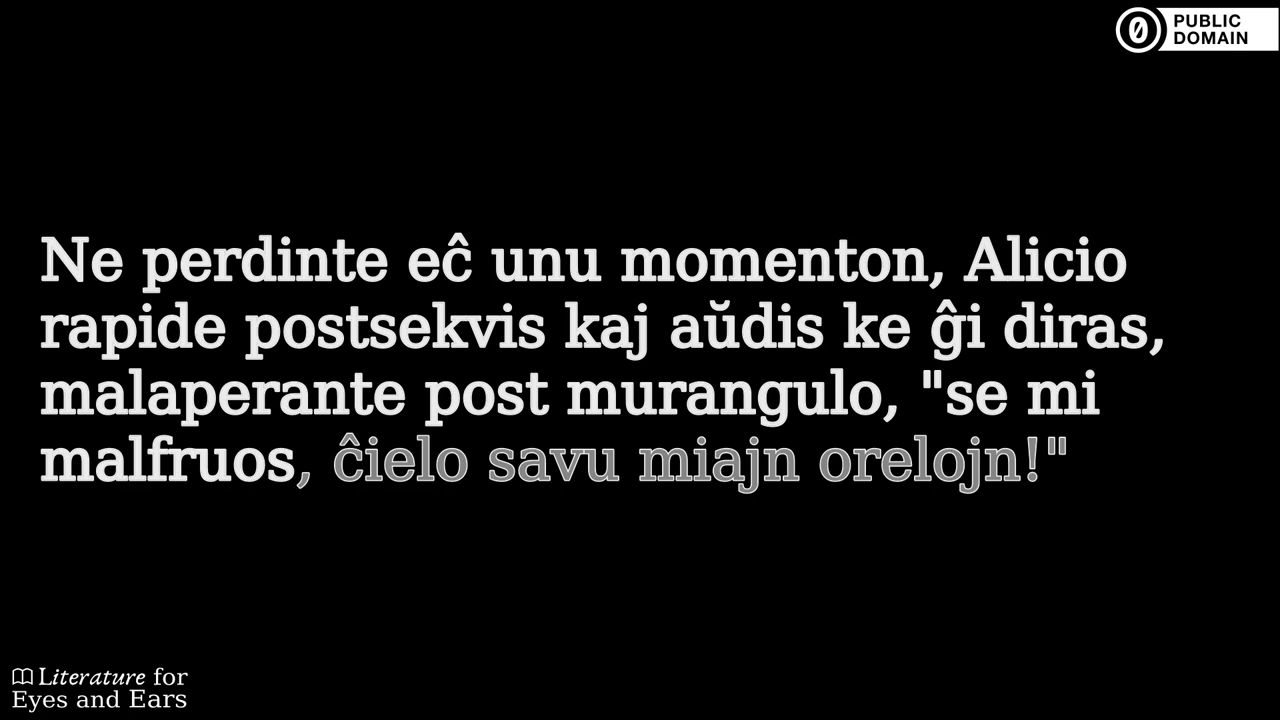 PUBLIC
DOMAIN
Ne perdinte eĉ unu momenton, Alicio
rapide postsekvis kaj aŭdis ke ĝi diras,
malaperante post murangulo, "se mi
malfruos, ĉielo savu miajn orelojn!"
Literature for
Eyes and Ears